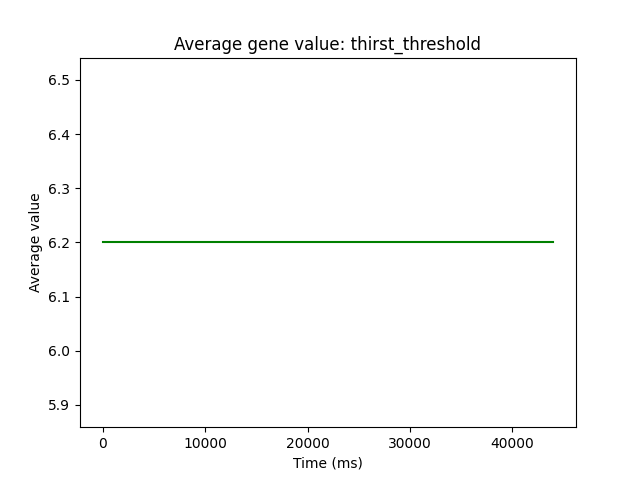 Average gene value: thirst_threshold
6.5
6.4
6.3
6.2
6.1
6.0
5.9
Average value
0 10000 20000 30000 40000
Time (ms)